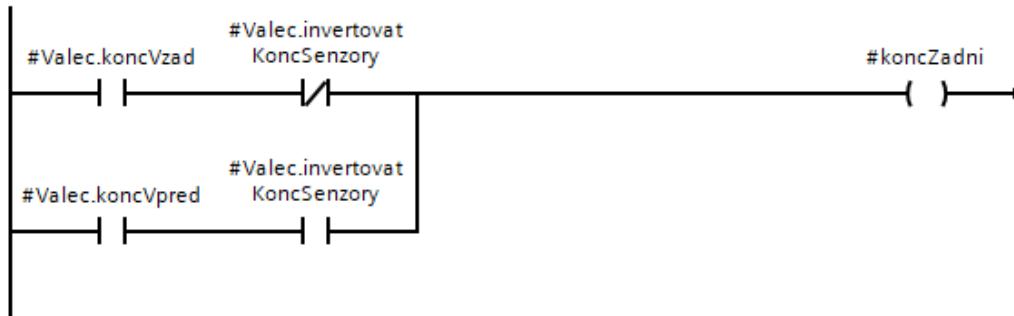 #Valec.invertovat
#Valec.koncVzad KoncSenzory #koncZadni
#Valec.invertovat
#Valec.koncVpred KoncSenzory